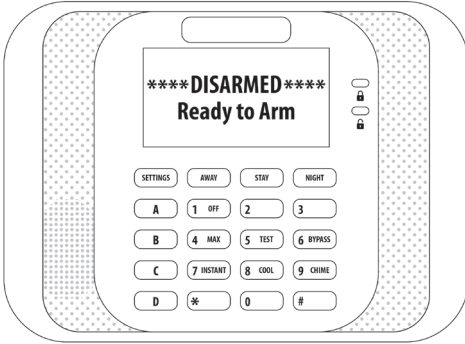 ****DISARMED****
Ready to Arm
SETTINGS AWAY STAY NIGHT
A 1 OFF 2 3
B 4 MAX 5 TEST 6 BYPASS
C 7 INSTANT 8 COOL 9 CHIME
D * 0 #